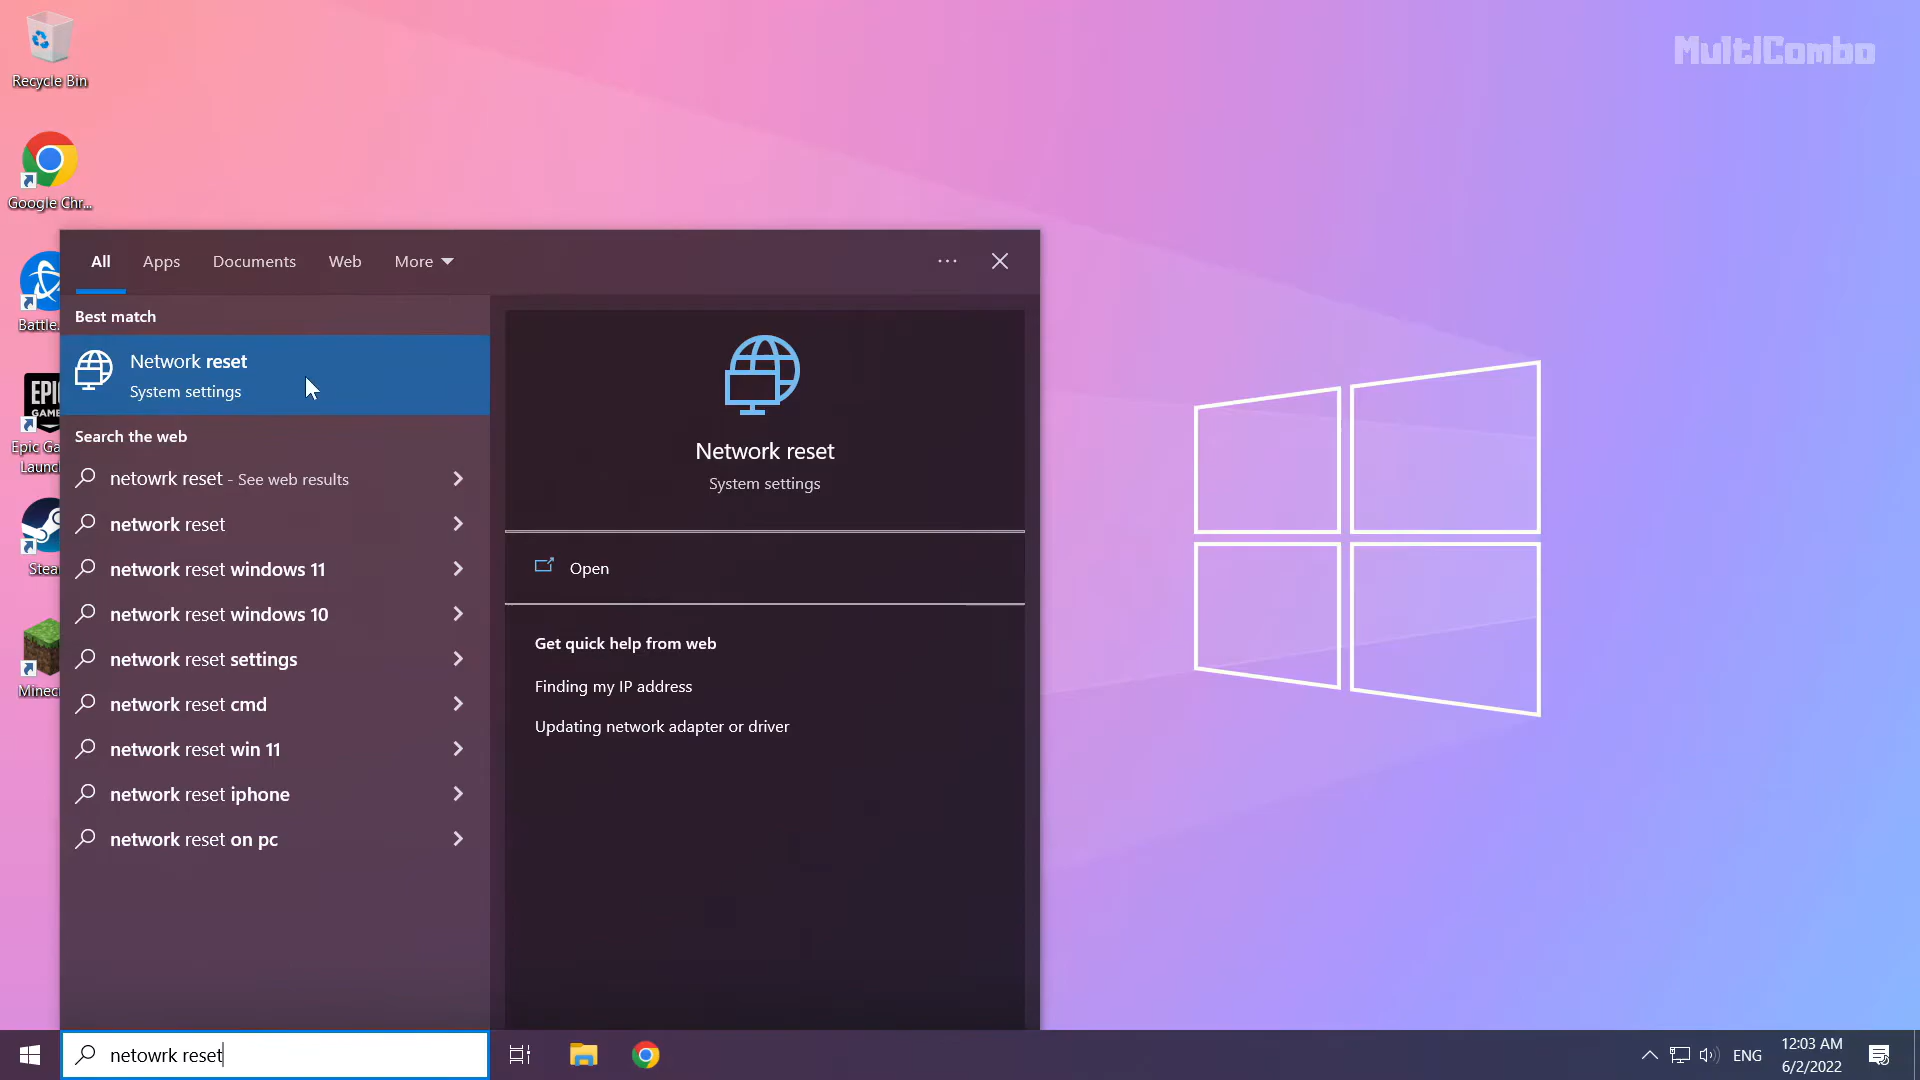 MultiCombo
Recycle Bin
Google Chr...
Battle.
EPIC
GAM
Epic Ga
Launc
Stea
Minec
All
Apps
Documents
Web
More
Best match
Network reset
System settings
Search the web
netowrk reset - See web results
network reset
network reset windows 11
network reset windows 10
network reset settings
network reset cmd
network reset win 11
network reset iphone
network reset on pc
Network reset
System settings
Open
Get quick help from web
Finding my IP address
Updating network adapter or driver
netowrk reset
ENG
12:03 AM
6/2/2022